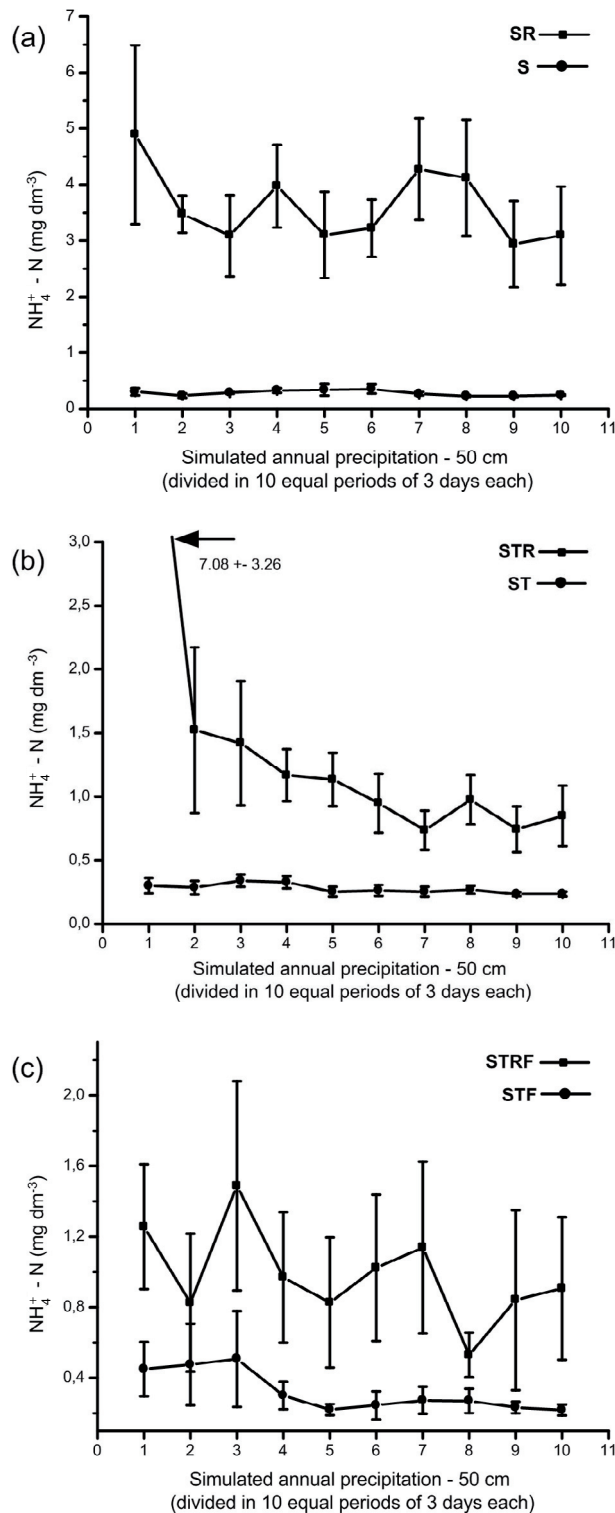 (a)
SR
S
7
6
5
4
3
2
1
0
NH₄⁺ - N (mg dm⁻³)
0 1 2 3 4 5 6 7 8 9 10 11
Simulated annual precipitation - 50 cm
(divided in 10 equal periods of 3 days each)
(b)
STR
ST
7.08 +- 3.26
3,0
2,5
2,0
1,5
1,0
0,5
0,0
NH₄⁺ - N (mg dm⁻³)
0 1 2 3 4 5 6 7 8 9 10 11
Simulated annual precipitation - 50 cm
(divided in 10 equal periods of 3 days each)
(c)
STRF
STF
2,0
1,6
1,2
0,8
0,4
NH₄⁺ - N (mg dm⁻³)
0 1 2 3 4 5 6 7 8 9 10 11
Simulated annual precipitation - 50 cm
(divided in 10 equal periods of 3 days each)